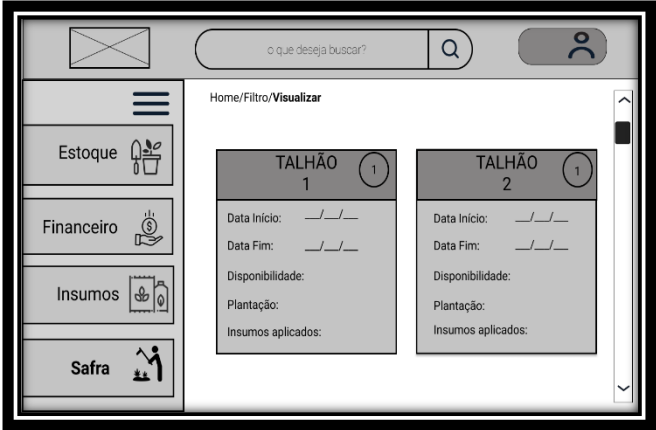 o que deseja buscar?
Home/Filtro/Visualizar
Estoque
Financeiro
$
Insumos
Safra
TALHÃO
1
1
Data Início: __/__/__
Data Fim: __/__/__
Disponibilidade:
Plantação:
Insumos aplicados:
TALHÃO
2
1
Data Início: __/__/__
Data Fim: __/__/__
Disponibilidade:
Plantação:
Insumos aplicados: